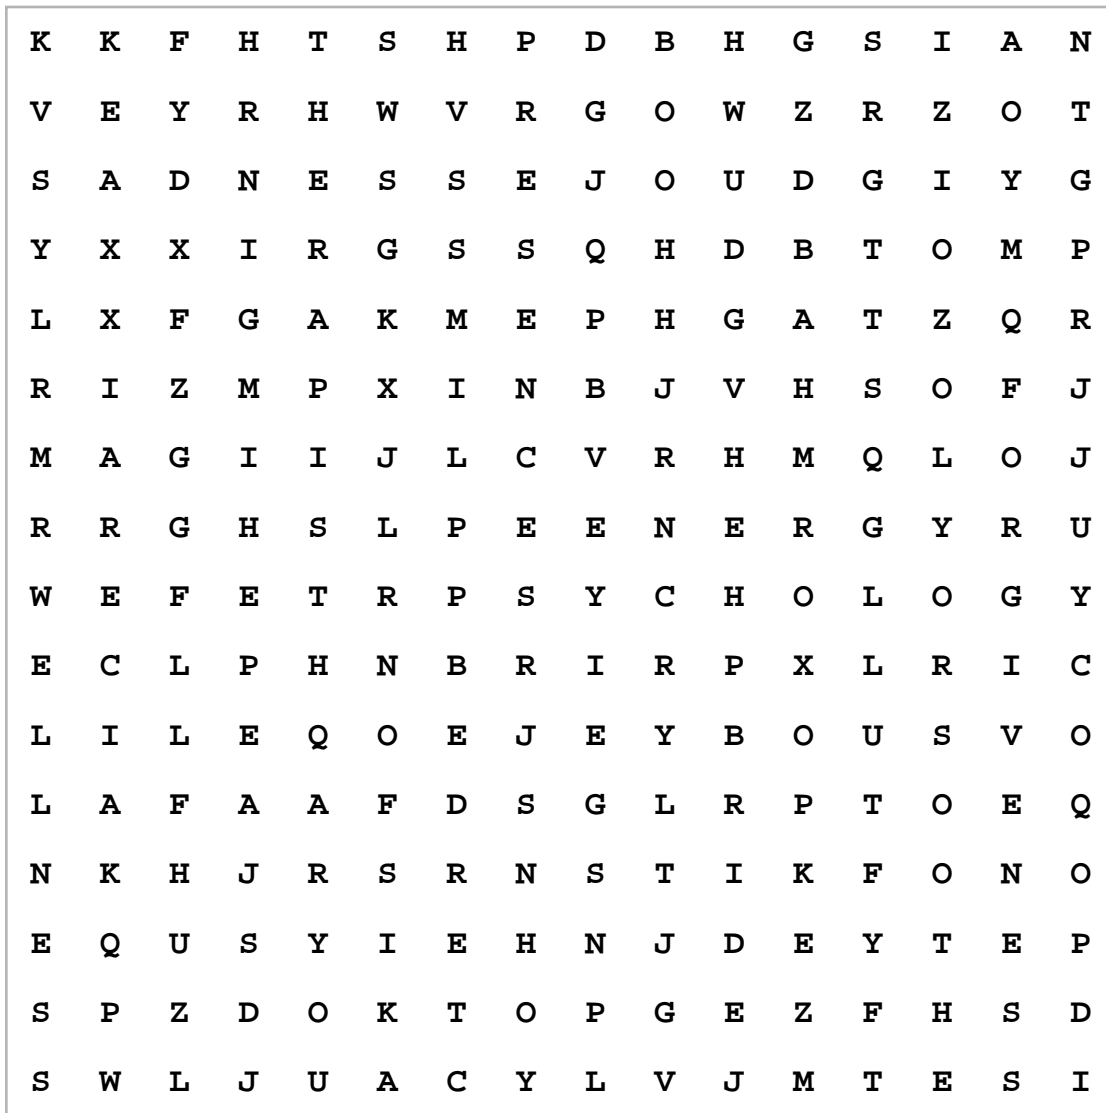 K K F H T S H P D B H G S I A N
V E Y R H W V R G O W Z R Z O T
S A D N E S S E J O U D G I Y G
Y X X I R G S S Q H D B T O M P
L X F G A K M E P H G A T Z Q R
R I Z M P X I N B J V H S O F J
M A G I I J L C V R H M Q L O J
R R G H S L P E E N E R G Y R U
W E F E T R P S Y C H O L O G Y
E C L P H N B R I R P X L R I C
L I L E Q O E J E Y B O U S V O
L A F A A F D S G L R P T O E Q
N K H J R S R N S T I K F O N O
E Q U S Y I E H N J D E Y T E P
S P Z D O K T O P G E Z F H S D
S W L J U A C Y L V J M T E S I